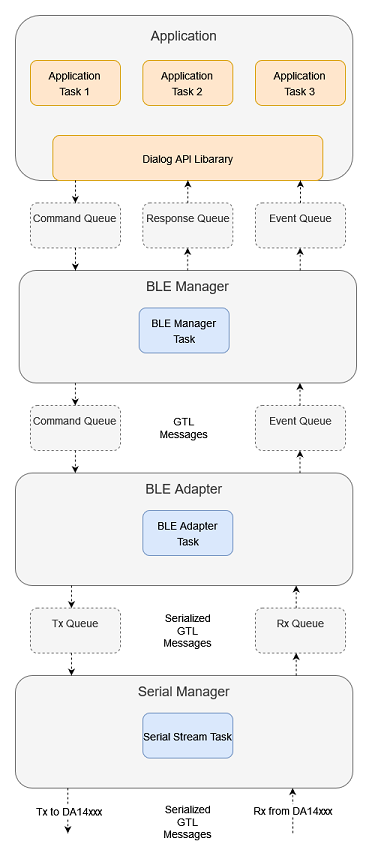 Application
Application
Task 1
Application
Task 2
Application
Task 3
Dialog API Libarary
Command Queue
Response Queue
Event Queue
BLE Manager
BLE Manager
Task
Command Queue
GTL
Messages
Event Queue
BLE Adapter
BLE Adapter
Task
Tx Queue
Serialized
GTL
Messages
Rx Queue
Serial Manager
Serial Stream Task
Tx to DA14xxx
Serialized
GTL
Messages
Rx from DA14xxx